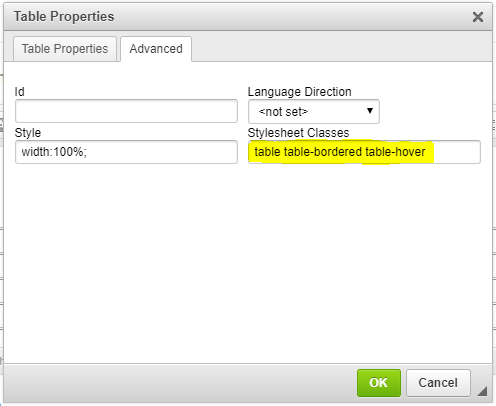 Table Properties
Table Properties Advanced
Id Language Direction
<not set>
Style Stylesheet Classes
width:100%; table table-bordered table-hover
OK Cancel